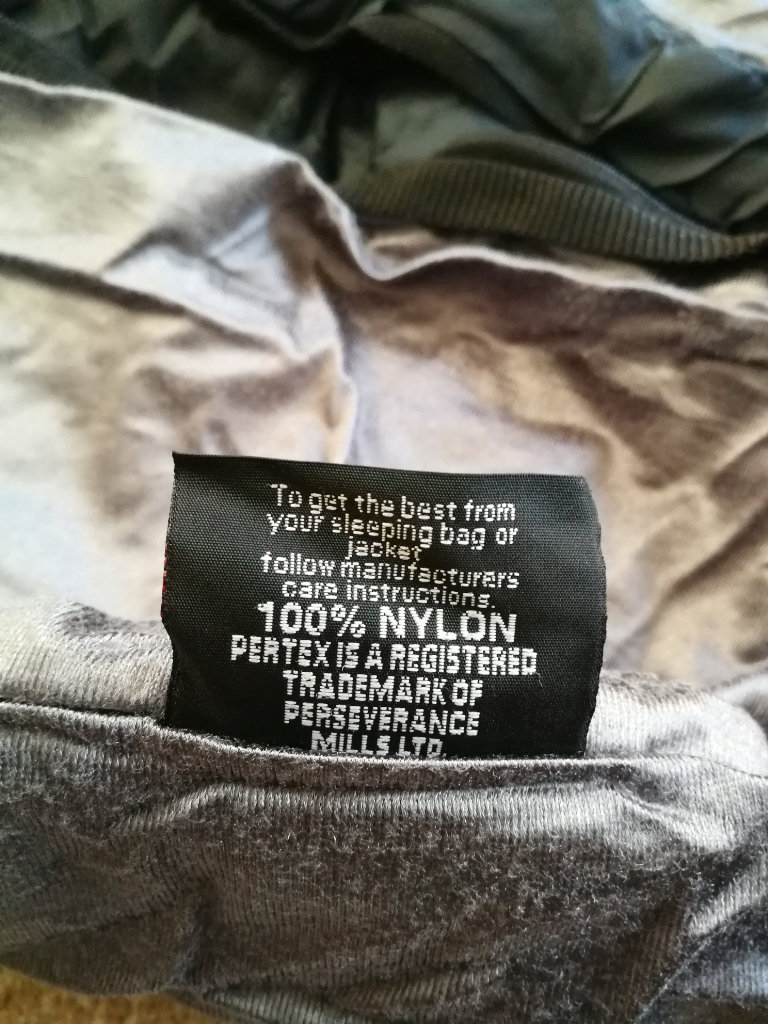 To get the best from
your sleeping bag or
jacket
follow manufacturers
care instructions.
100% NYLON
PERTEX IS A REGISTERED
TRADEMARK OF
PERSEVERANCE
MILLS LTD.